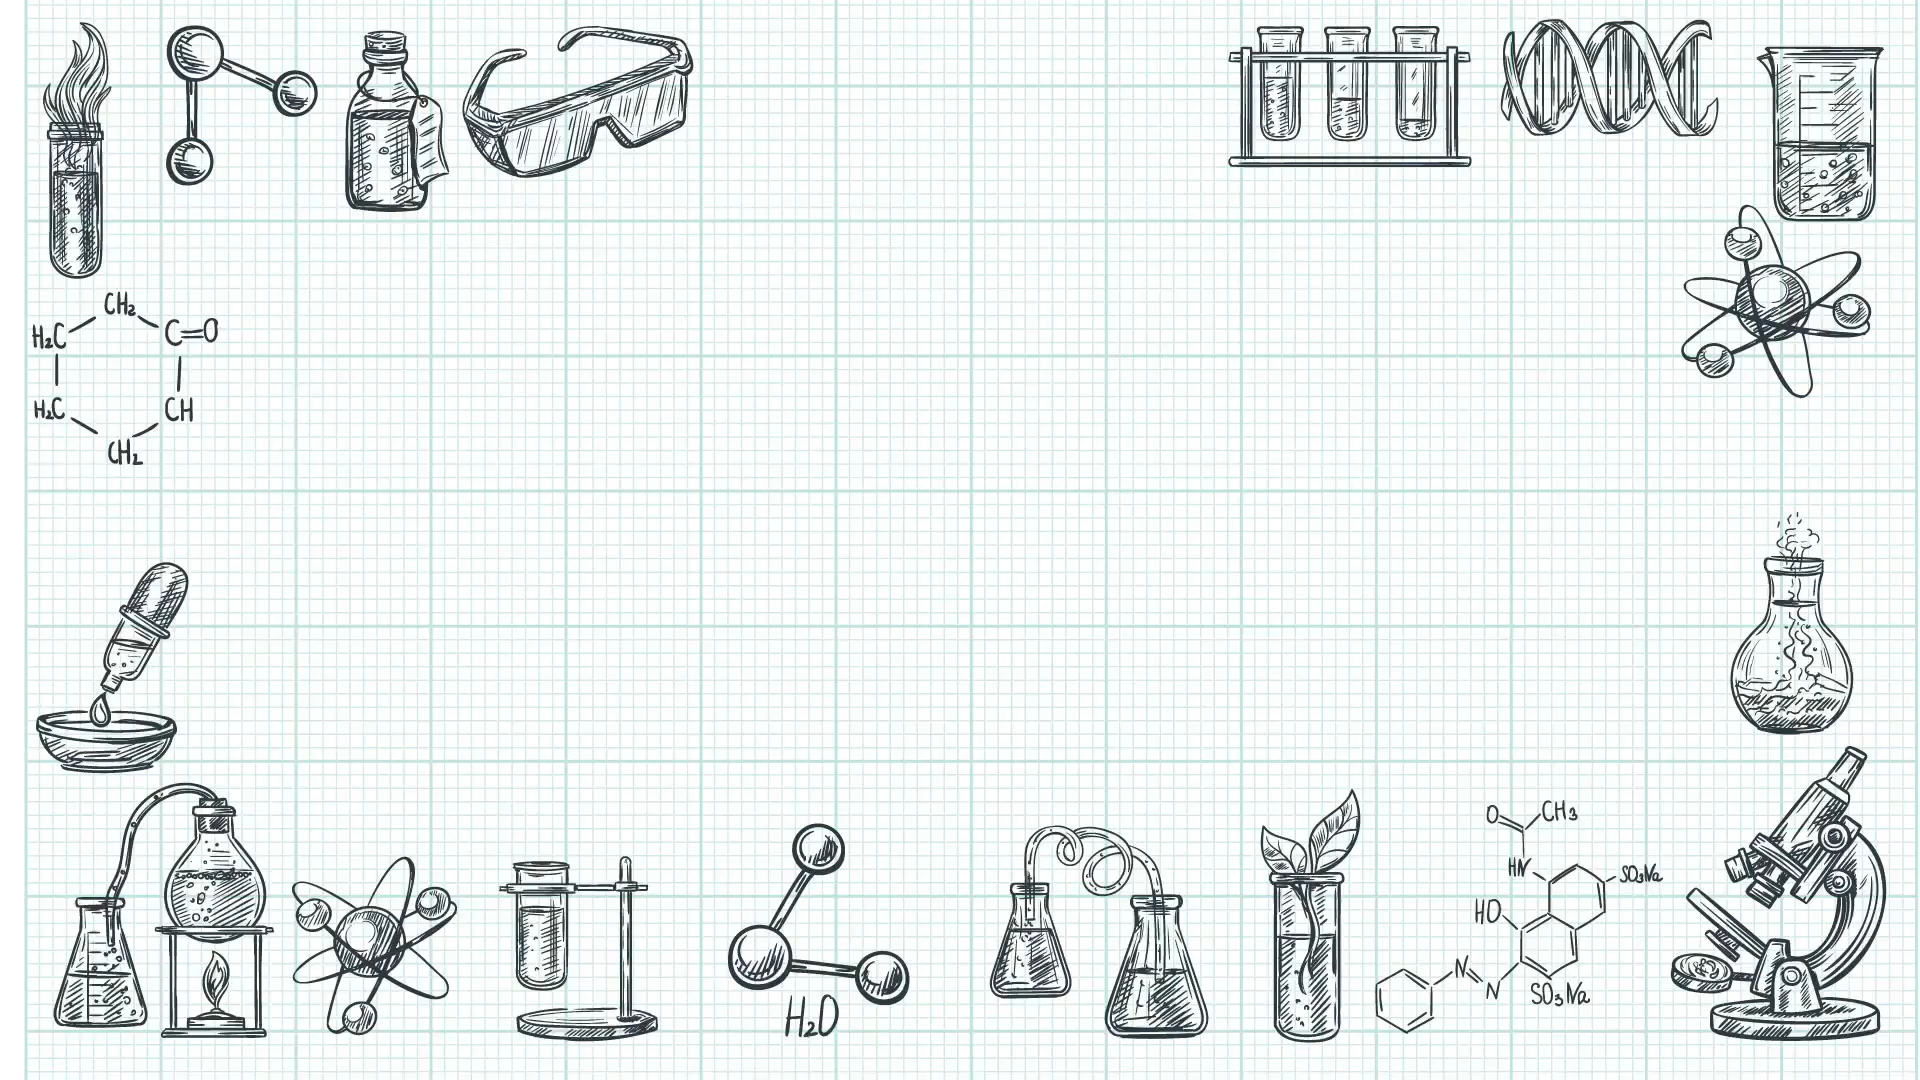 CH₂
H₂C C=O
H₂C CH
CH₂
O CH₃
HN SO₃Na
HO
N N
SO₃Na
H₂O